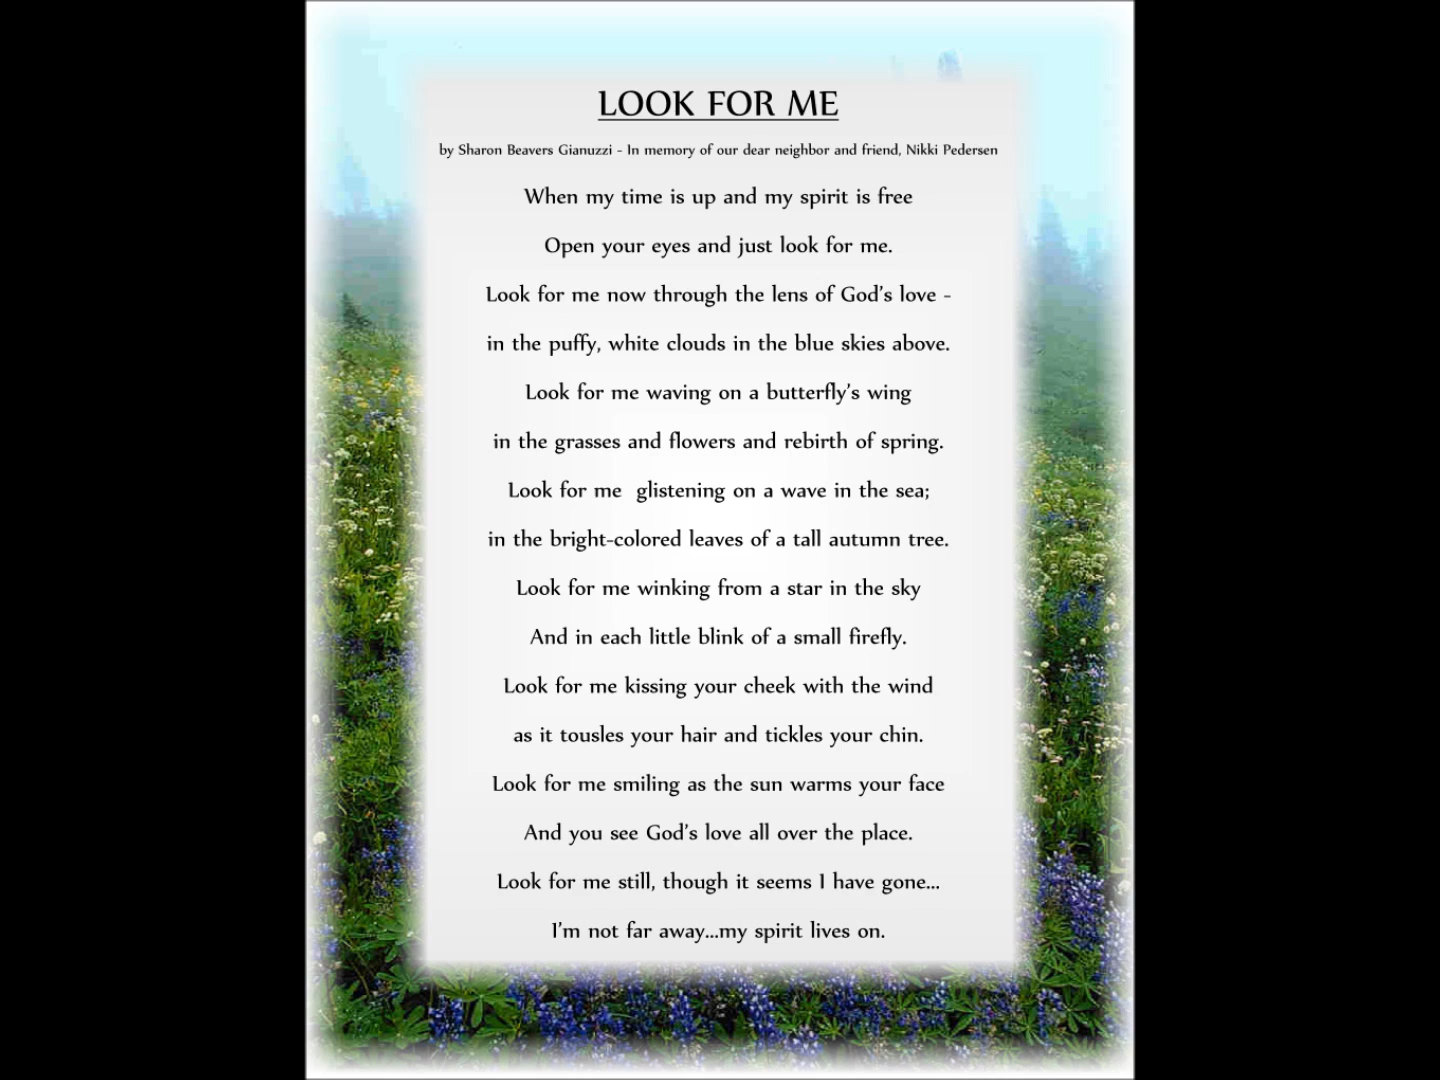 LOOK FOR ME
by Sharon Beavers Gianuzzi - In memory of our dear neighbor and friend, Nikki Pedersen
When my time is up and my spirit is free
Open your eyes and just look for me.
Look for me now through the lens of God's love -
in the puffy, white clouds in the blue skies above.
Look for me waving on a butterfly's wing
in the grasses and flowers and rebirth of spring.
Look for me  glistening on a wave in the sea;
in the bright-colored leaves of a tall autumn tree.
Look for me winking from a star in the sky
And in each little blink of a small firefly.
Look for me kissing your cheek with the wind
as it tousles your hair and tickles your chin.
Look for me smiling as the sun warms your face
And you see God's love all over the place.
Look for me still, though it seems I have gone...
I'm not far away...my spirit lives on.